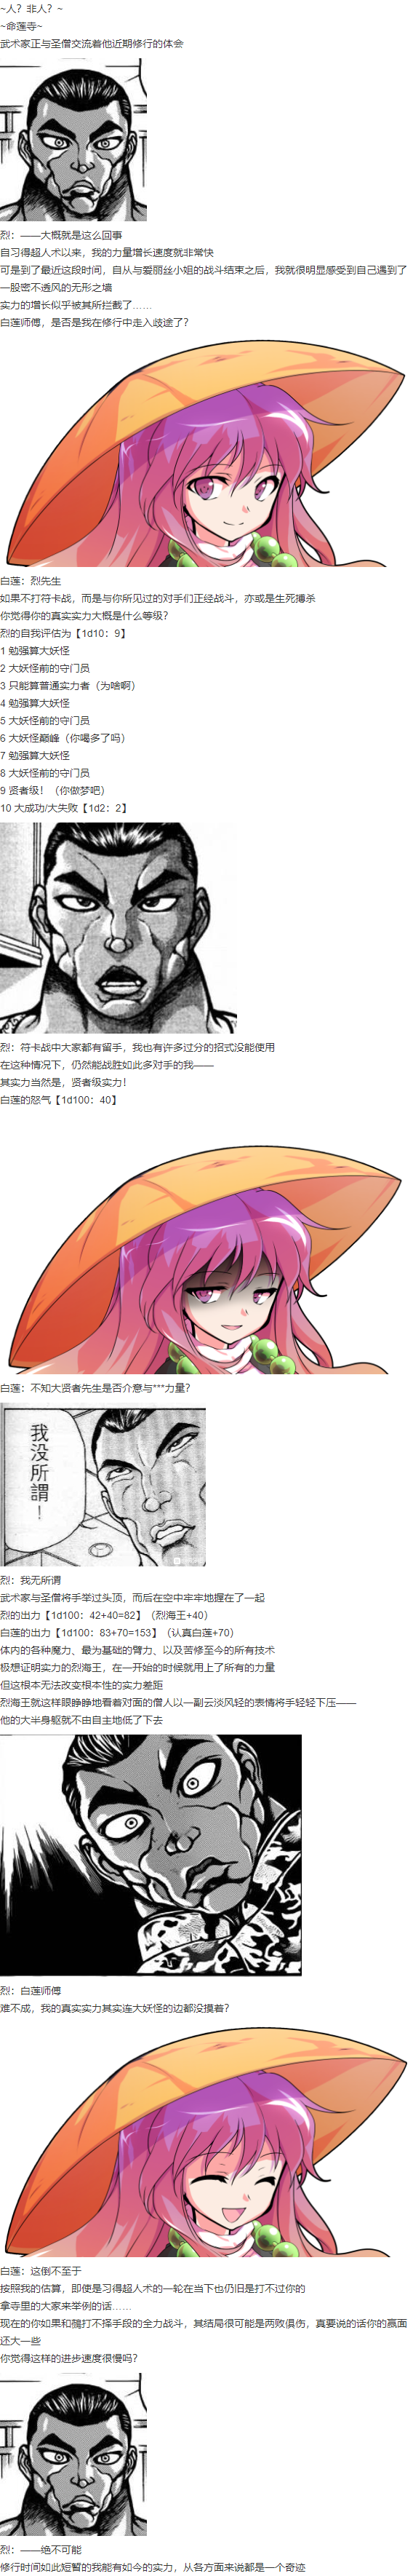 ~人？非人？~
~命莲寺~
武术家正与圣僧交流着他近期修行的体会
烈：——大概就是这么回事
自习得超人术以来，我的力量增长速度就非常快
可是到了最近这段时间，自从与爱丽丝小姐的战斗结束之后，我就很明显感受到自己遇到了
一股密不透风的无形之墙
实力的增长似乎被其所拦截了……
白莲师傅，是否是我在修行中走入歧途了？
白莲：烈先生
如果不打符卡战，而是与你所见过的对手们正经战斗，亦或是生死搏杀
你觉得你的真实实力大概是什么等级？
烈的自我评估为【1d10：9】
1 勉强算大妖怪
2 大妖怪前的守门员
3 只能算普通实力者（为啥啊）
4 勉强算大妖怪
5 大妖怪前的守门员
6 大妖怪巅峰（你喝多了吗）
7 勉强算大妖怪
8 大妖怪前的守门员
9 贤者级！（你做梦吧）
10 大成功/大失败【1d2：2】
烈：符卡战中大家都有留手，我也有许多过分的招式没能使用
在这种情况下，仍然能战胜如此多对手的我——
其实力当然是，贤者级实力！
白莲的怒气【1d100：40】
白莲：不知大贤者先生是否介意与***力量？
我没所謂！
烈：我无所谓
武术家与圣僧将手举过头顶，而后在空中牢牢地握在了一起
烈的出力【1d100：42+40=82】（烈海王+40）
白莲的出力【1d100：83+70=153】（认真白莲+70）
体内的各种魔力、最为基础的臂力、以及苦修至今的所有技术
极想证明实力的烈海王，在一开始的时候就用上了所有的力量
但这根本无法改变根本性的实力差距
烈海王就这样眼睁睁地看着对面的僧人以一副云淡风轻的表情将手轻轻下压——
他的大半身躯就不由自主地低了下去
烈：白莲师傅
难不成，我的真实实力其实连大妖怪的边都没摸着？
白莲：这倒不至于
按照我的估算，即使是习得超人术的一轮在当下也仍旧是打不过你的
拿寺里的大家来举例的话……
现在的你如果和鵺打不择手段的全力战斗，其结局很可能是两败俱伤，真要说的话你的赢面
还大一些
你觉得这样的进步速度很慢吗？
烈：——绝不可能
修行时间如此短暂的我能有如今的实力，从各方面来说都是一个奇迹